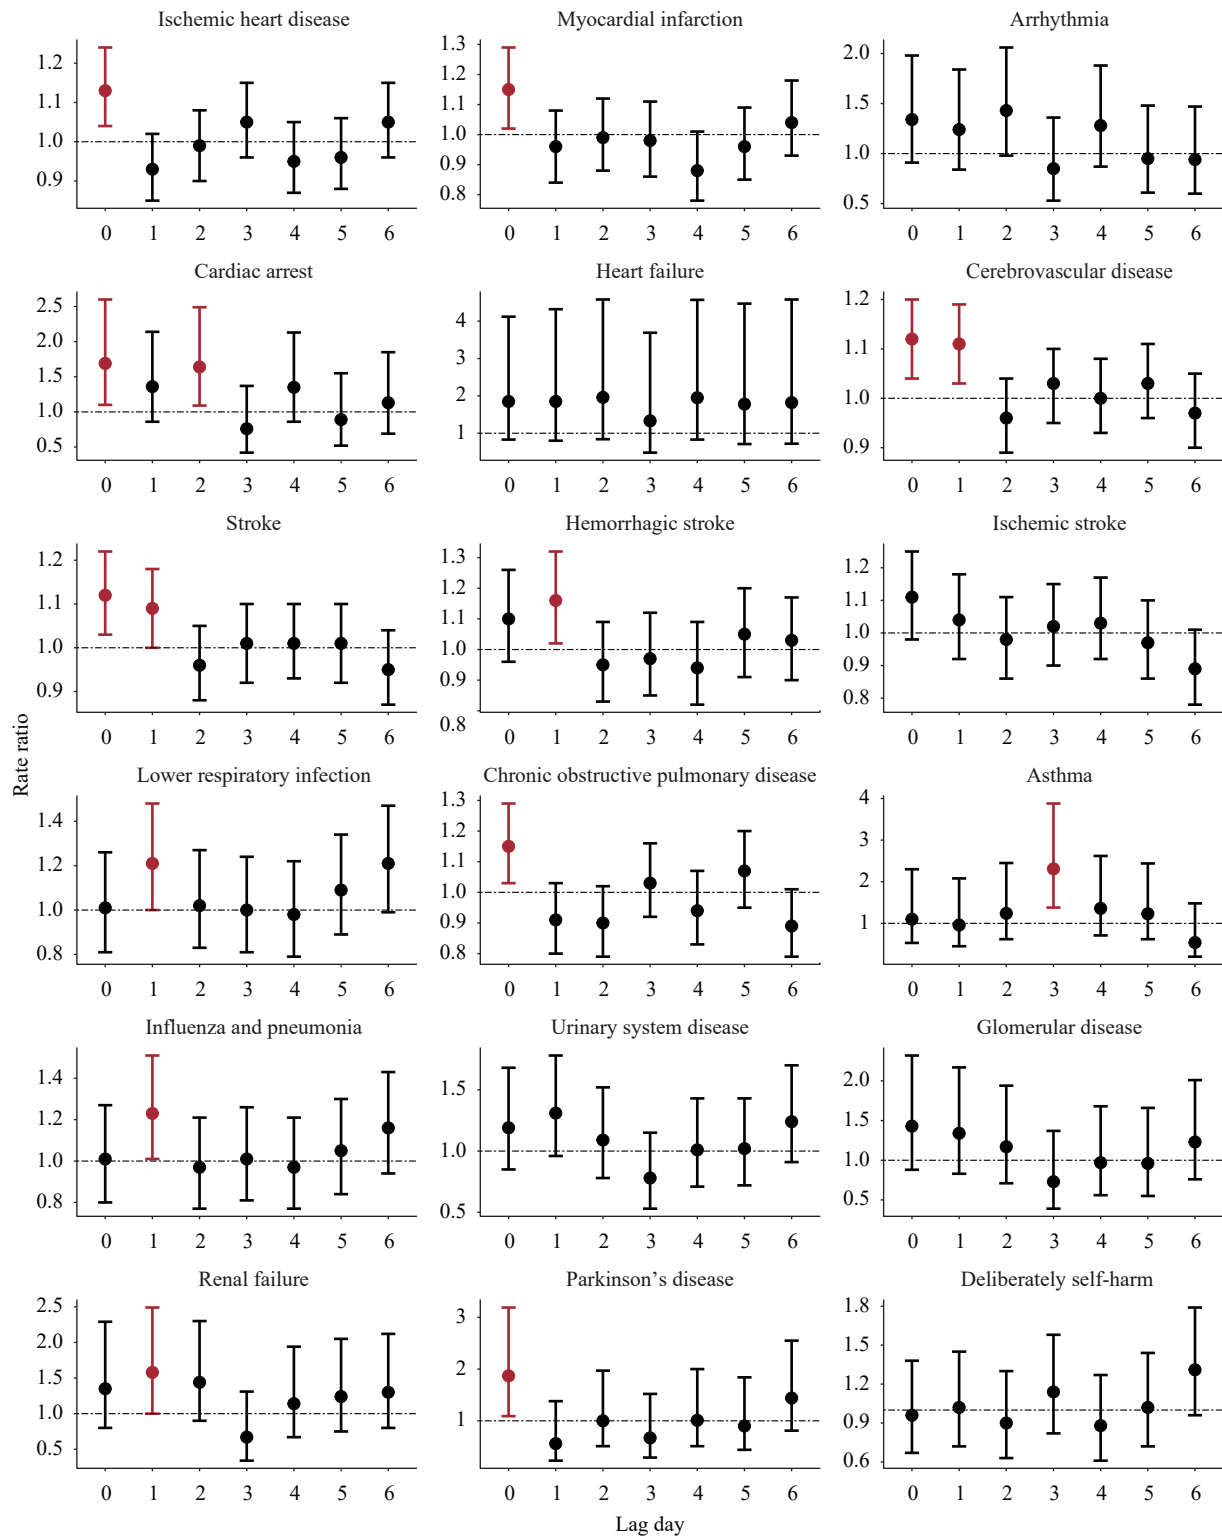 Ischemic heart disease
Myocardial infarction
Arrhythmia
1.2
1.1
1.0
0.9
0 1 2 3 4 5 6
1.3
1.2
1.1
1.0
0.9
0.8
0 1 2 3 4 5 6
2.0
1.5
1.0
0.5
0 1 2 3 4 5 6
Cardiac arrest
Heart failure
Cerebrovascular disease
2.5
2.0
1.5
1.0
0.5
0 1 2 3 4 5 6
4
3
2
1
0 1 2 3 4 5 6
1.2
1.1
1.0
0.9
0 1 2 3 4 5 6
Stroke
Hemorrhagic stroke
Ischemic stroke
1.2
1.1
1.0
0.9
0 1 2 3 4 5 6
1.3
1.2
1.1
1.0
0.9
0.8
0 1 2 3 4 5 6
1.2
1.1
1.0
0.9
0.8
0 1 2 3 4 5 6
Rate ratio
Lower respiratory infection
Chronic obstructive pulmonary disease
Asthma
1.4
1.2
1.0
0.8
0 1 2 3 4 5 6
1.3
1.2
1.1
1.0
0.9
0.8
0 1 2 3 4 5 6
4
3
2
1
0 1 2 3 4 5 6
Influenza and pneumonia
Urinary system disease
Glomerular disease
1.4
1.2
1.0
0.8
0 1 2 3 4 5 6
1.5
1.0
0.5
0 1 2 3 4 5 6
2.0
1.5
1.0
0.5
0 1 2 3 4 5 6
Renal failure
Parkinson's disease
Deliberately self-harm
2.5
2.0
1.5
1.0
0.5
0 1 2 3 4 5 6
3
2
1
0 1 2 3 4 5 6
1.8
1.5
1.2
0.9
0.6
0 1 2 3 4 5 6
Lag day